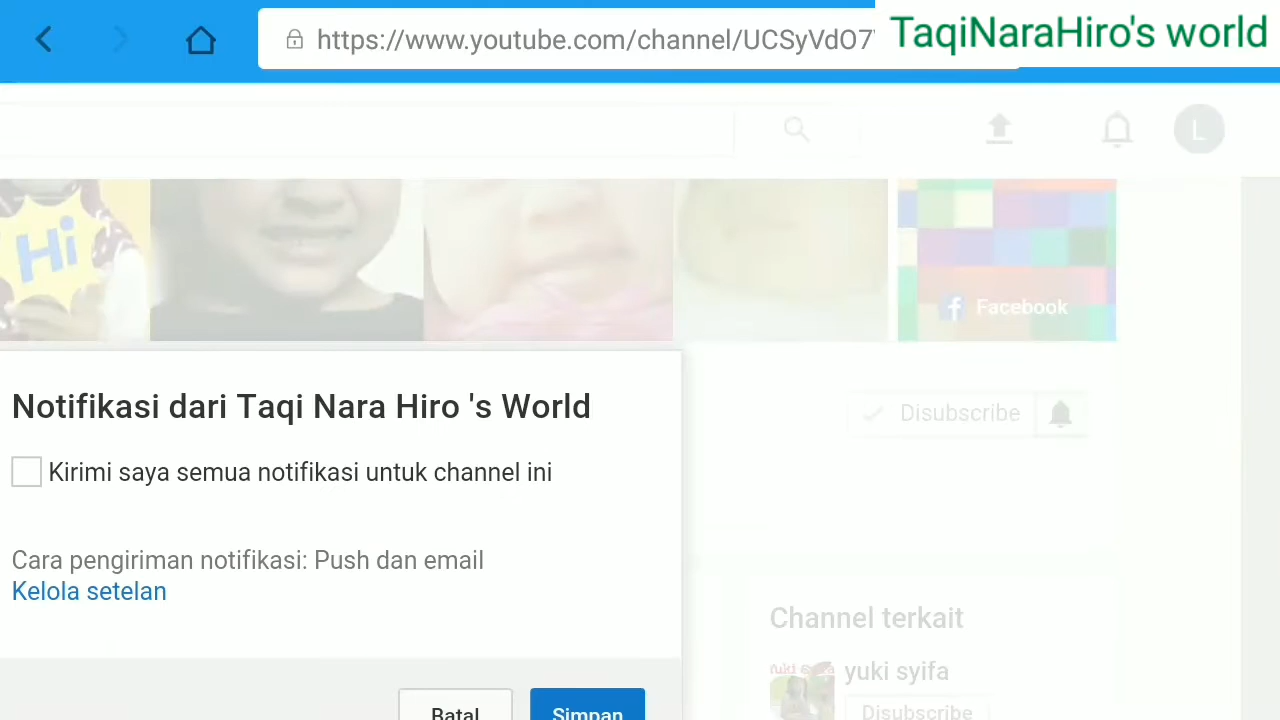 https://www.youtube.com/channel/UCSyVdO7
TaqiNaraHiro's world
L
Hi
Facebook
Notifikasi dari Taqi Nara Hiro 's World
Disubscribe
Kirimi saya semua notifikasi untuk channel ini
Cara pengiriman notifikasi: Push dan email
Kelola setelan
Channel terkait
yuki syifa
Batal
Simpan
Disubscribe